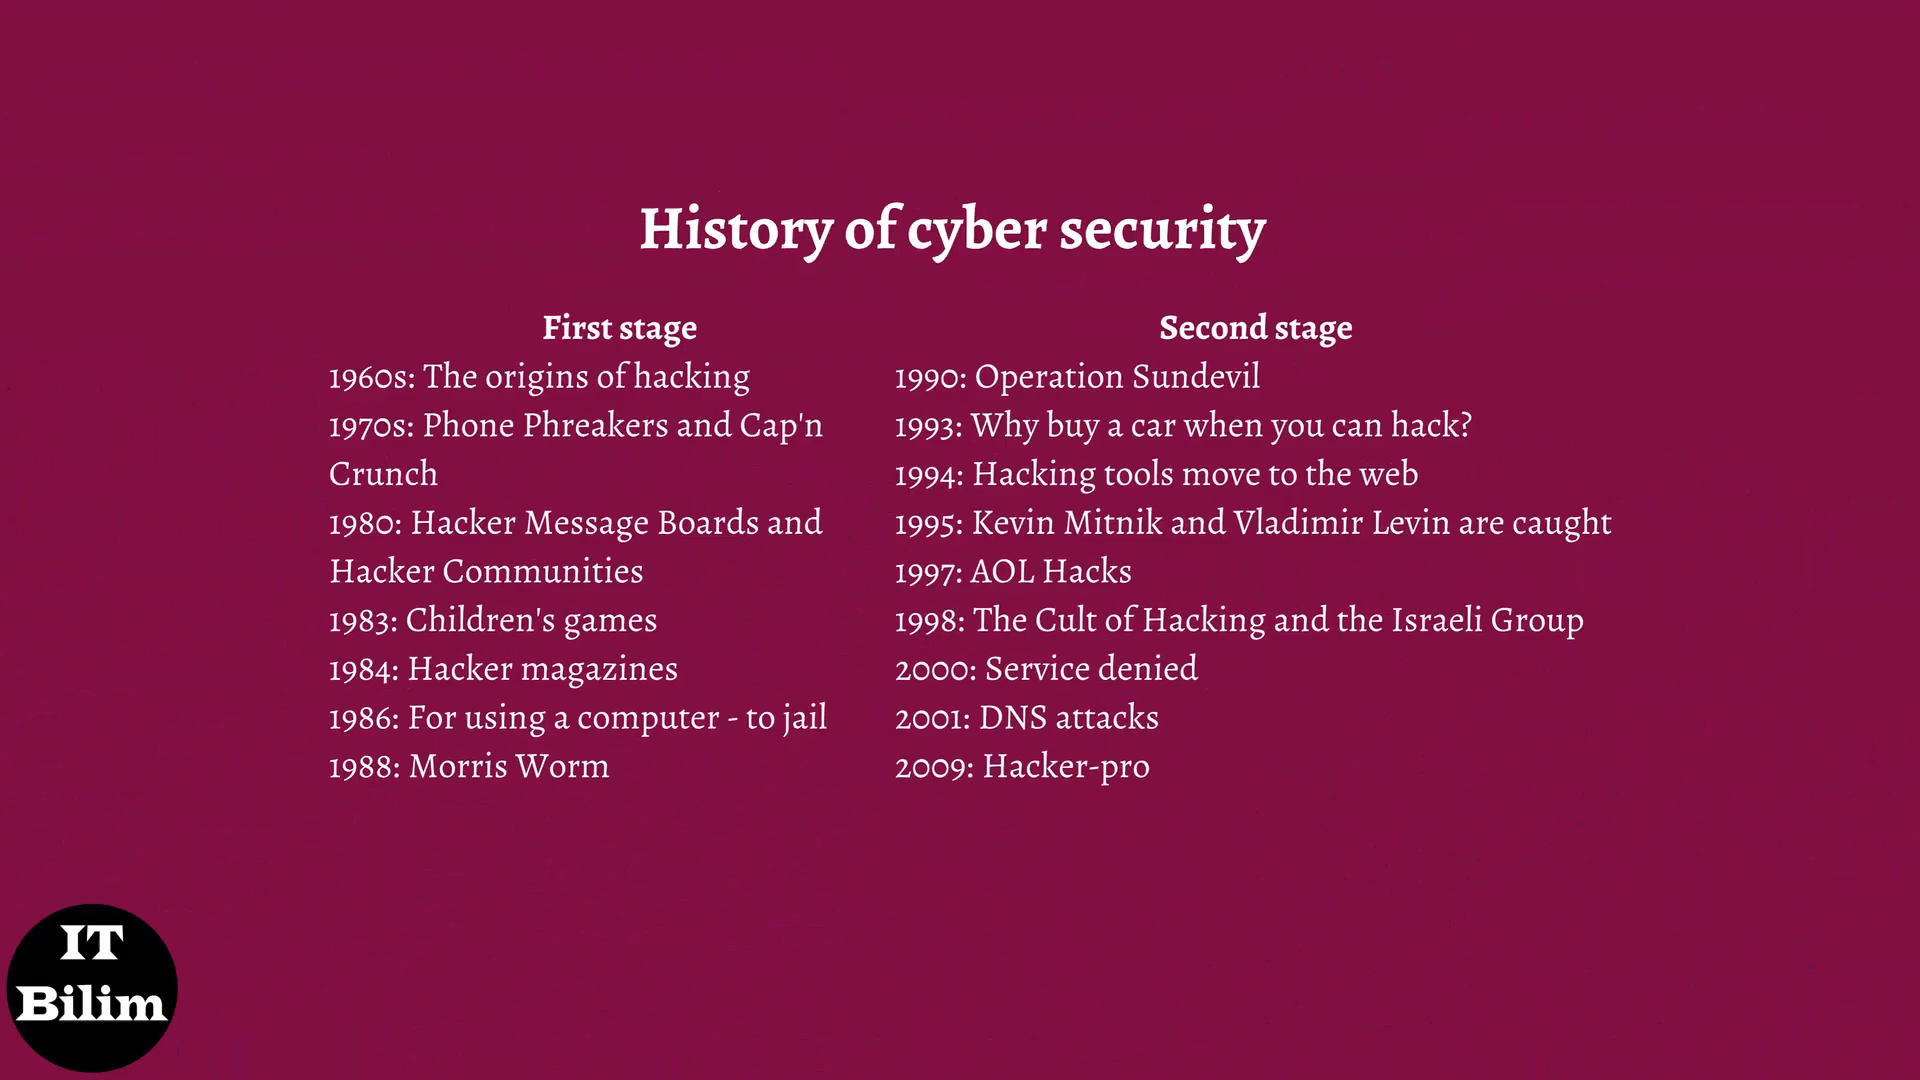 History of cyber security
First stage
1960s: The origins of hacking
1970s: Phone Phreakers and Cap'n
Crunch
1980: Hacker Message Boards and
Hacker Communities
1983: Children's games
1984: Hacker magazines
1986: For using a computer - to jail
1988: Morris Worm
Second stage
1990: Operation Sundevil
1993: Why buy a car when you can hack?
1994: Hacking tools move to the web
1995: Kevin Mitnik and Vladimir Levin are caught
1997: AOL Hacks
1998: The Cult of Hacking and the Israeli Group
2000: Service denied
2001: DNS attacks
2009: Hacker-pro
IT
Bilim